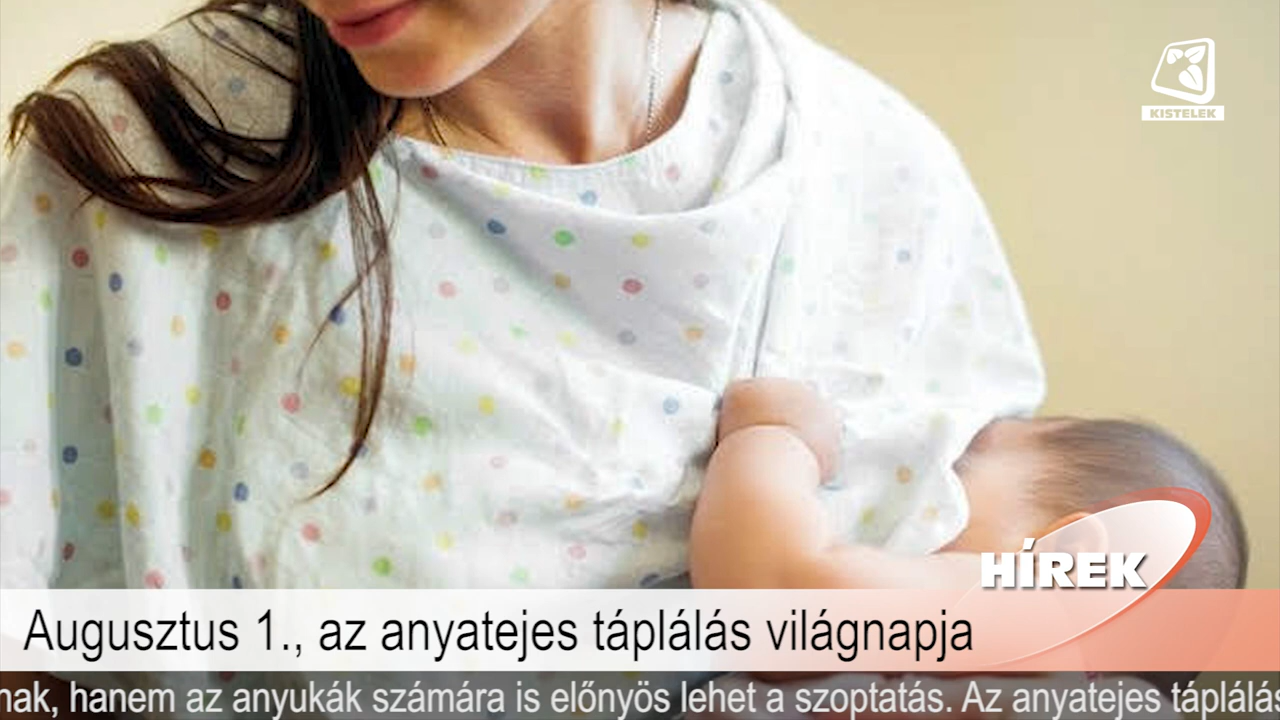 KISTELEK
HÍREK
Augusztus 1., az anyatejes táplálás világnapja
nak, hanem az anyukák számára is előnyös lehet a szoptatás. Az anyatejes táplálás